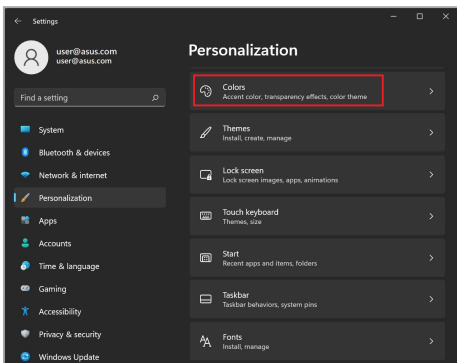 Settings
user@asus.com
user@asus.com
Find a setting
System
Bluetooth & devices
Network & internet
Personalization
Apps
Accounts
Time & language
Gaming
Accessibility
Privacy & security
Windows Update
Personalization
Colors
Accent color, transparency effects, color theme
Themes
Install, create, manage
Lock screen
Lock screen images, apps, animations
Touch keyboard
Themes, size
Start
Recent apps and items, folders
Taskbar
Taskbar behaviors, system pins
Fonts
Install, manage